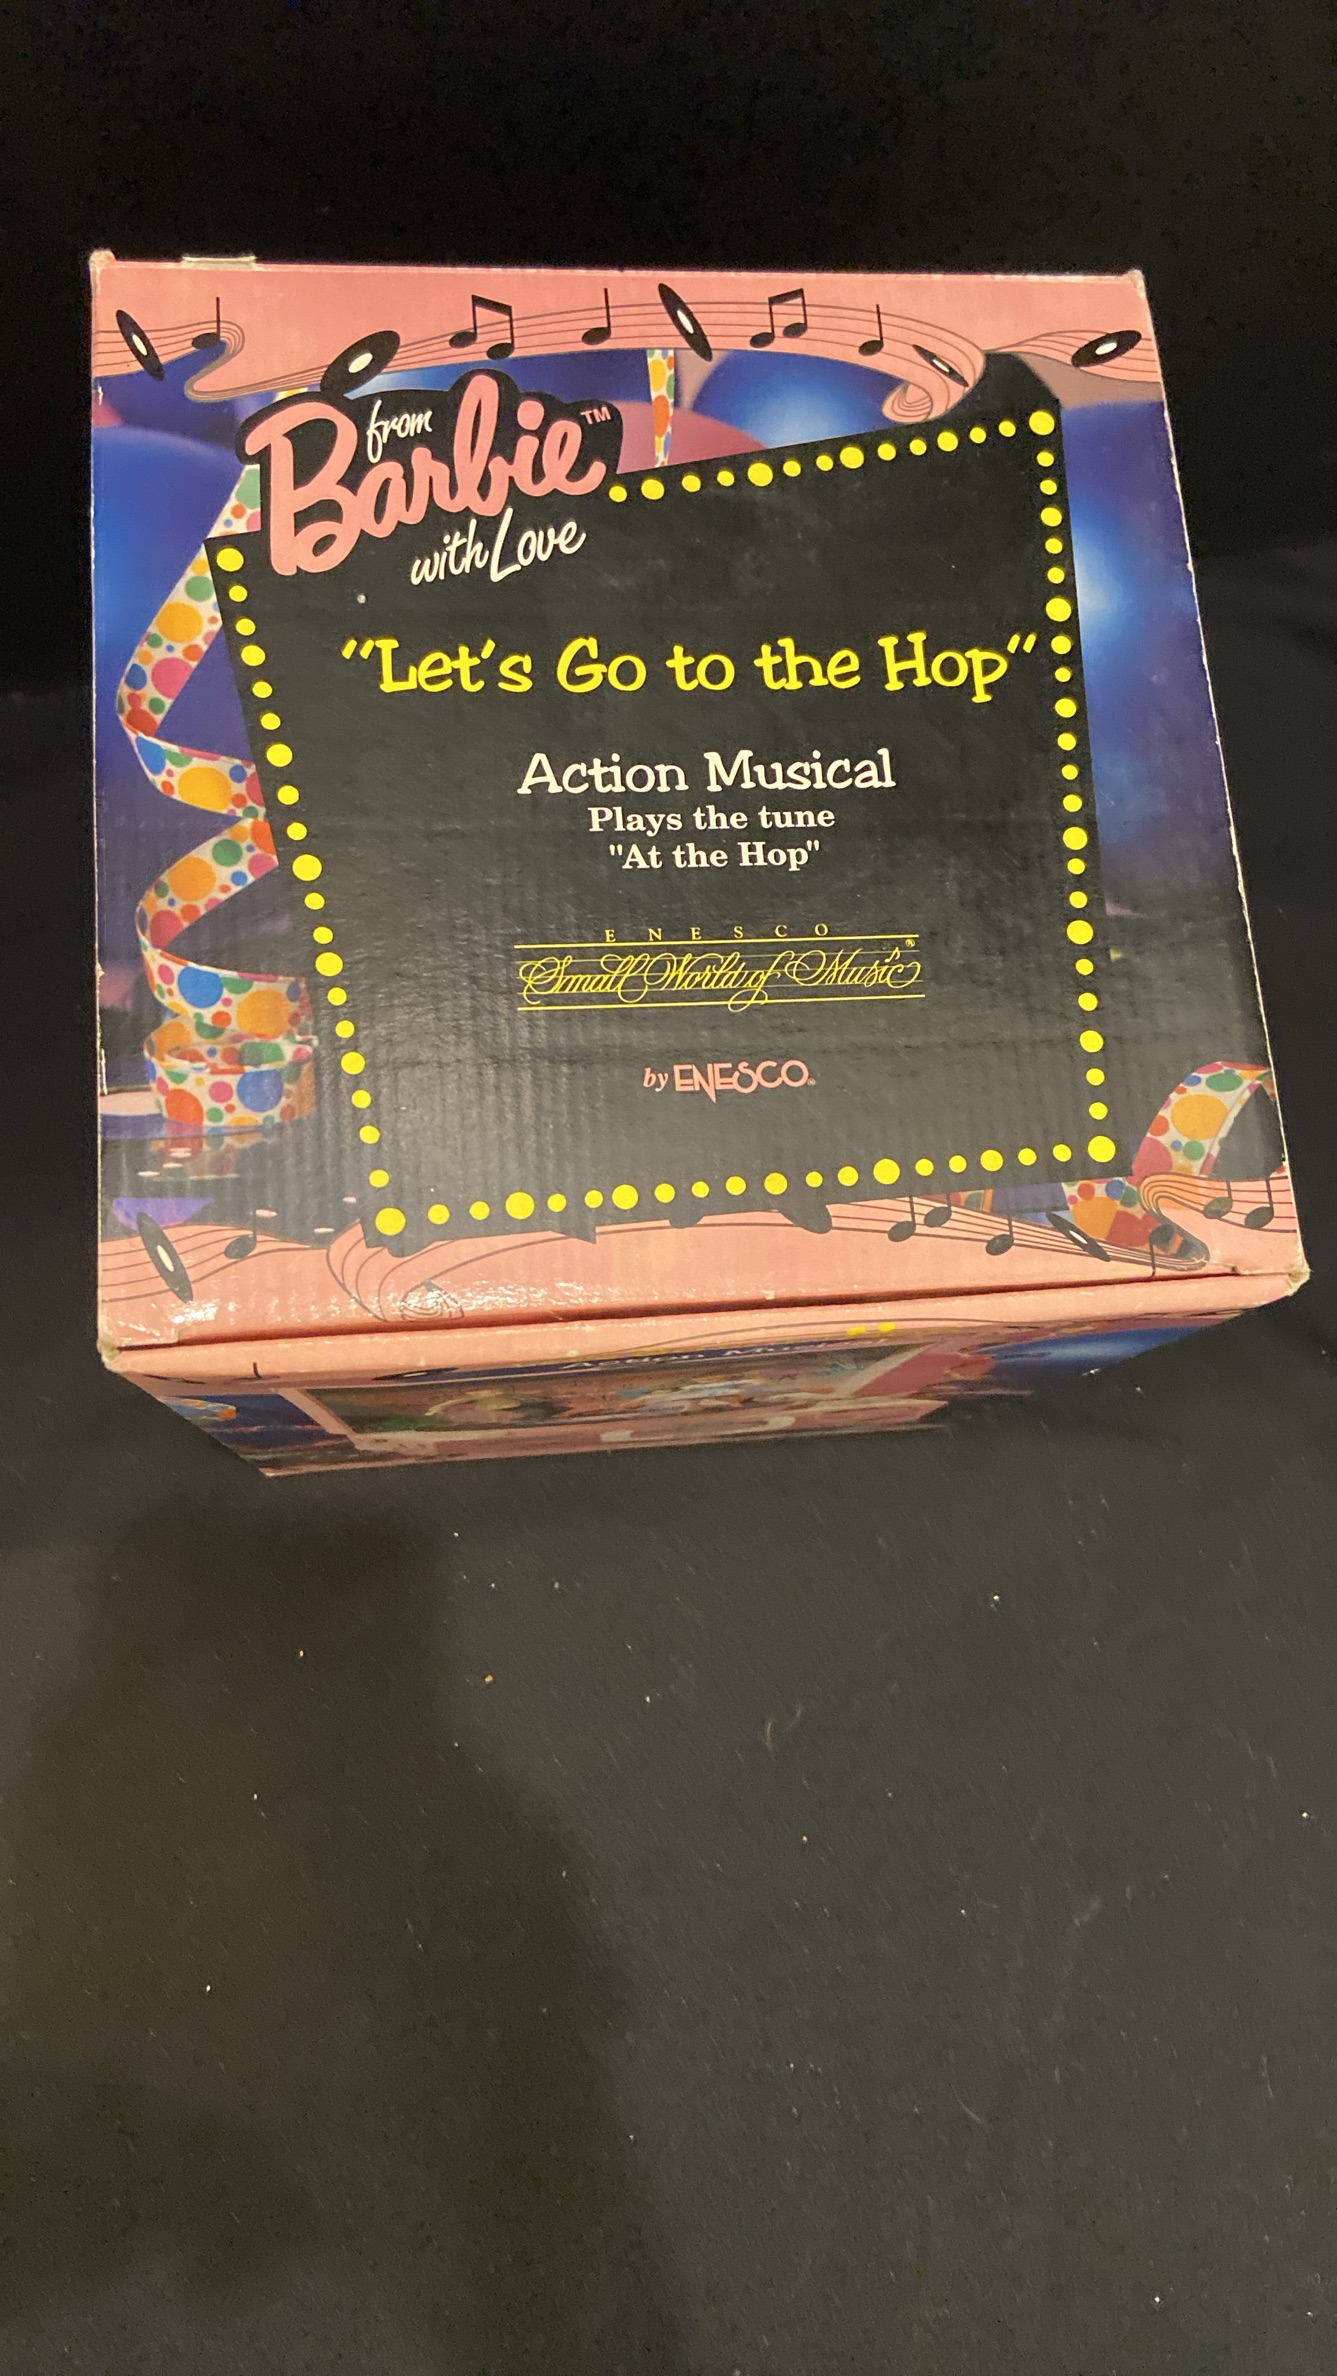 from
Barbie™
with Love
"Let's Go to the Hop"
Action Musical
Plays the tune
"At the Hop"
ENESCO
Small World of Music®
by ENESCO®
Action